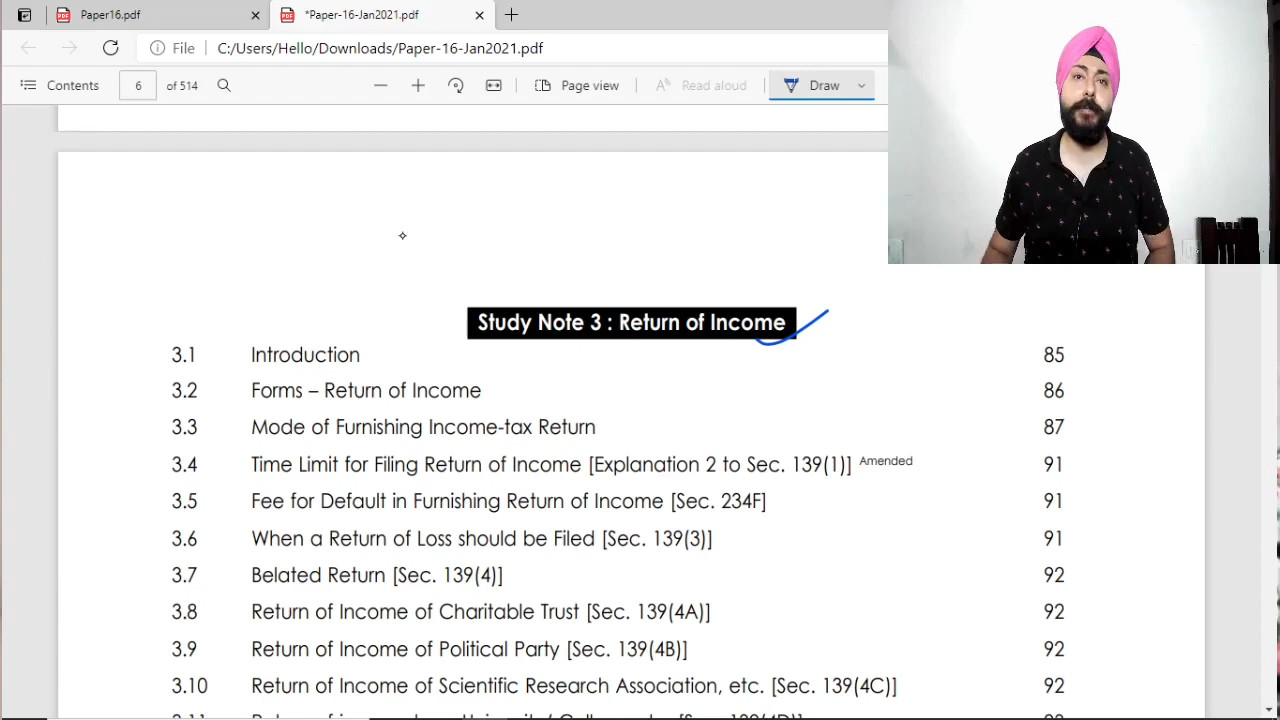 Paper16.pdf
*Paper-16-Jan2021.pdf
File C:/Users/Hello/Downloads/Paper-16-Jan2021.pdf
Contents 6 of 514 Page view Read aloud Draw
Study Note 3 : Return of Income
3.1 Introduction 85
3.2 Forms – Return of Income 86
3.3 Mode of Furnishing Income-tax Return 87
3.4 Time Limit for Filing Return of Income [Explanation 2 to Sec. 139(1)] Amended 91
3.5 Fee for Default in Furnishing Return of Income [Sec. 234F] 91
3.6 When a Return of Loss should be Filed [Sec. 139(3)] 91
3.7 Belated Return [Sec. 139(4)] 92
3.8 Return of Income of Charitable Trust [Sec. 139(4A)] 92
3.9 Return of Income of Political Party [Sec. 139(4B)] 92
3.10 Return of Income of Scientific Research Association, etc. [Sec. 139(4C)] 92